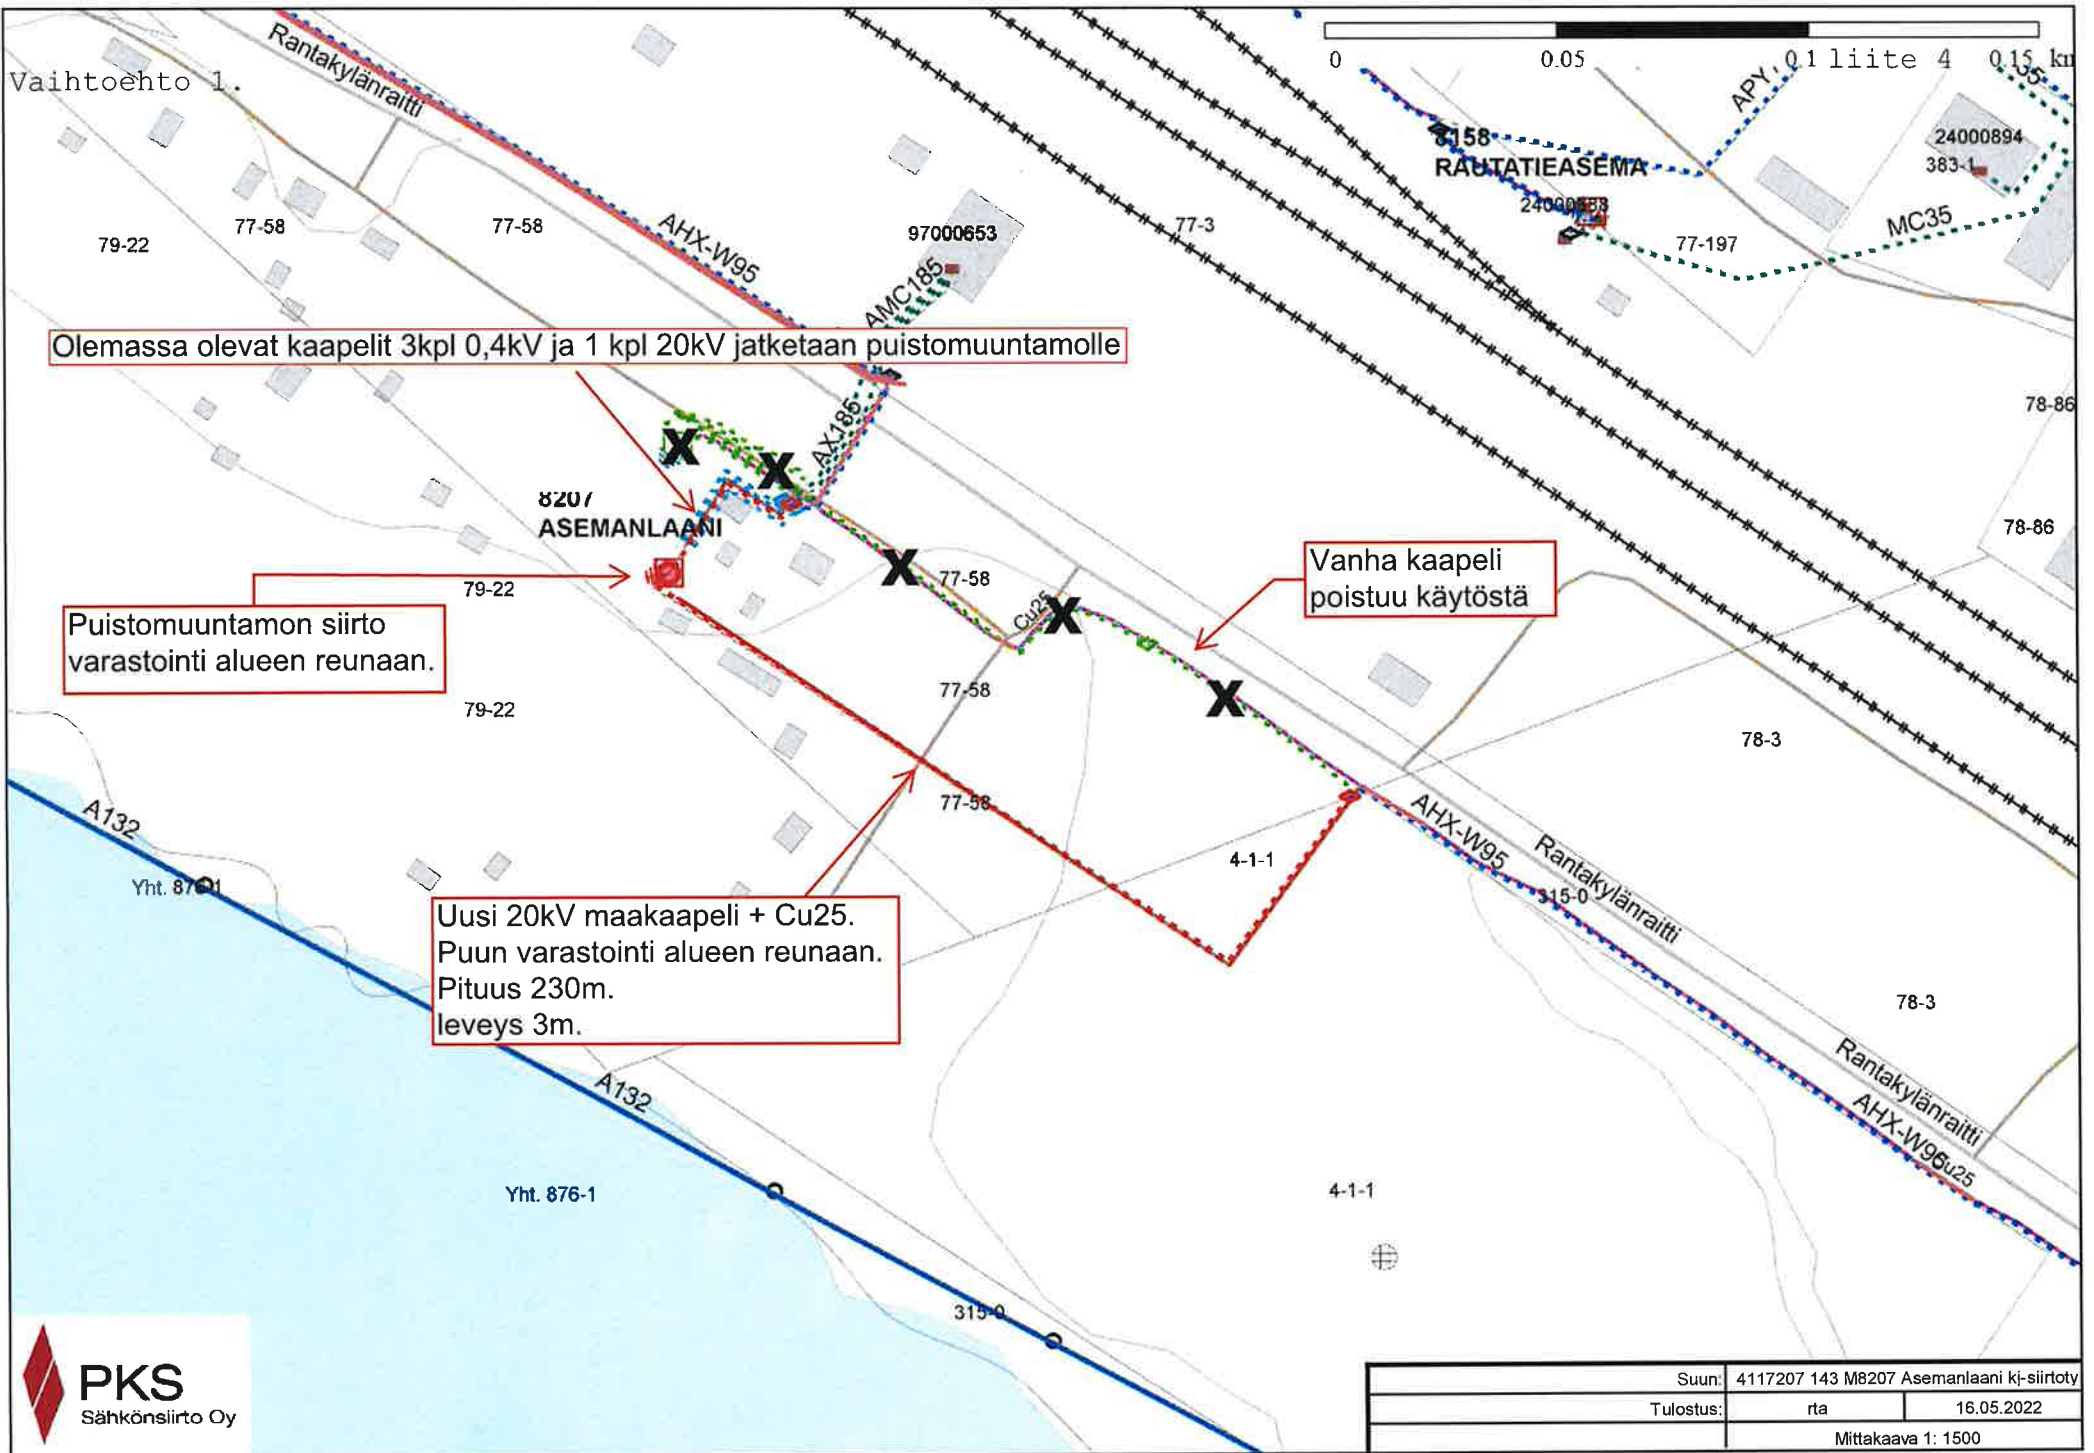 Vaihtoehto 1.
Rantakylänraitti
0
0.05
0.1
liite 4
0.15 km
APY,
35
8158
RAUTATIEASEMA
24000894
383-1
MC35
77-197
79-22
77-58
77-58
AHX-W95
97000653
AMC185
77-3
78-86
Olemassa olevat kaapelit 3kpl 0,4kV ja 1 kpl 20kV jatketaan puistomuuntamolle
AX185
X
X
8207
ASEMANLAANI
78-86
X
77-58
Vanha kaapeli
poistuu käytöstä
79-22
Cu25
X
Puistomuuntamon siirto
varastointi alueen reunaan.
77-58
X
79-22
78-3
77-58
A132
AHX-W95
Rantakylänraitti
4-1-1
315-0
Yht. 876-1
Uusi 20kV maakaapeli + Cu25.
Puun varastointi alueen reunaan.
Pituus 230m.
leveys 3m.
78-3
Rantakylänraitti
A132
AHX-W95
Cu25
Yht. 876-1
4-1-1
315-0
PKS
Sähkönsiirto Oy
Suun: 4117207 143 M8207 Asemanlaani kj-siirtoty
Tulostus: rta 16.05.2022
Mittakaava 1: 1500